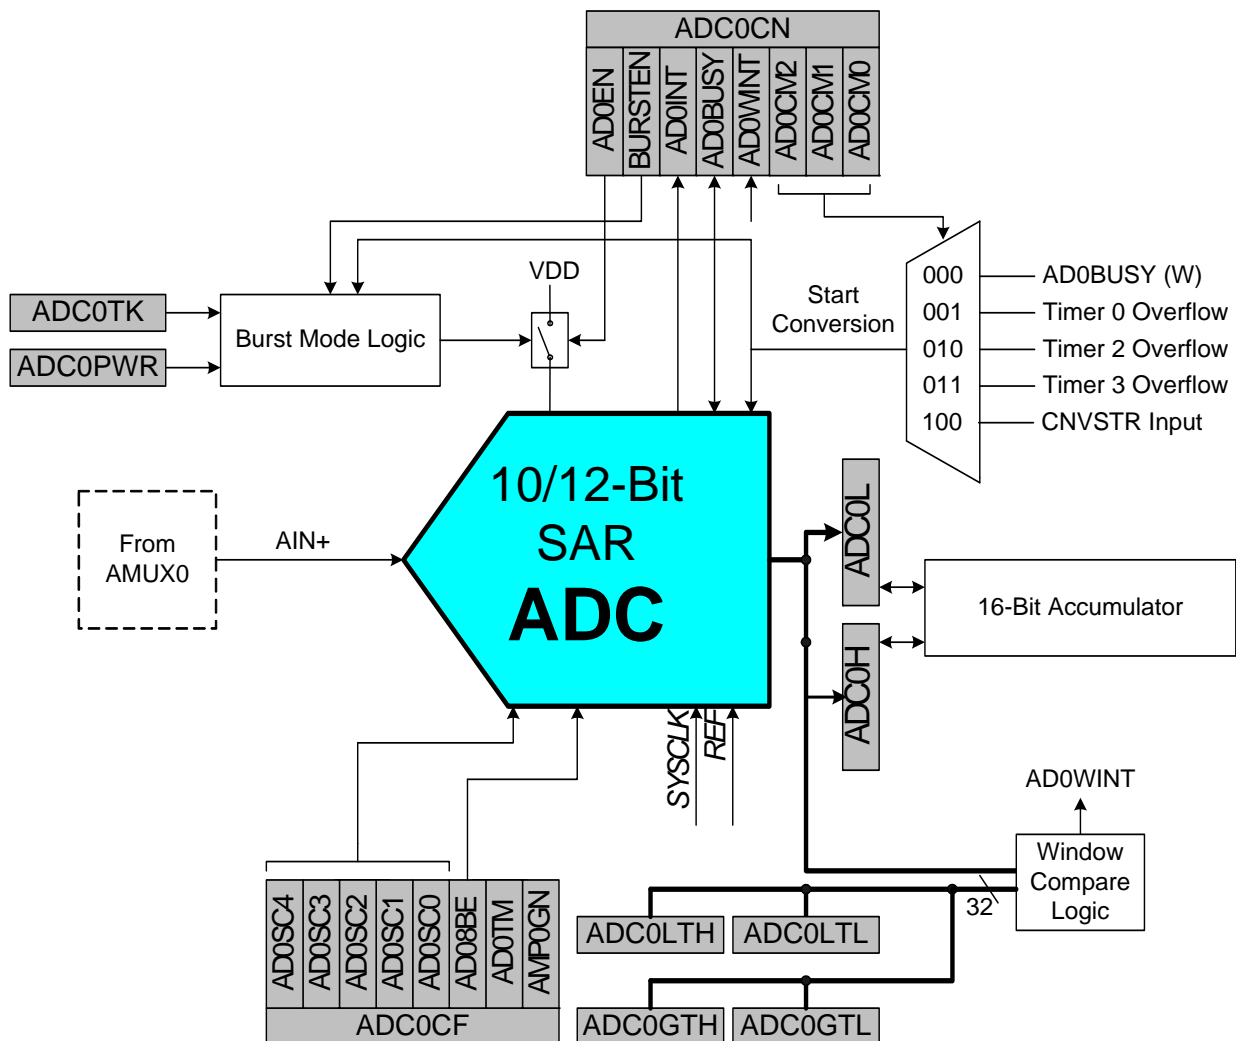 ADC0CN
AD0EN
BURSTEN
AD0INT
AD0BUSY
AD0WINT
AD0CM2
AD0CM1
AD0CM0
VDD
Start
Conversion
000
001
010
011
100
AD0BUSY (W)
Timer 0 Overflow
Timer 2 Overflow
Timer 3 Overflow
CNVSTR Input
ADC0TK
ADC0PWR
Burst Mode Logic
From
AMUX0
AIN+
10/12-Bit
SAR
ADC
ADC0L
ADC0H
16-Bit Accumulator
SYSCLK
REF
AD0WINT
Window
Compare
Logic
32
AD0SC4
AD0SC3
AD0SC2
AD0SC1
AD0SC0
AD08BE
AD0TM
AMP0GN
ADC0CF
ADC0LTH
ADC0LTL
ADC0GTH
ADC0GTL